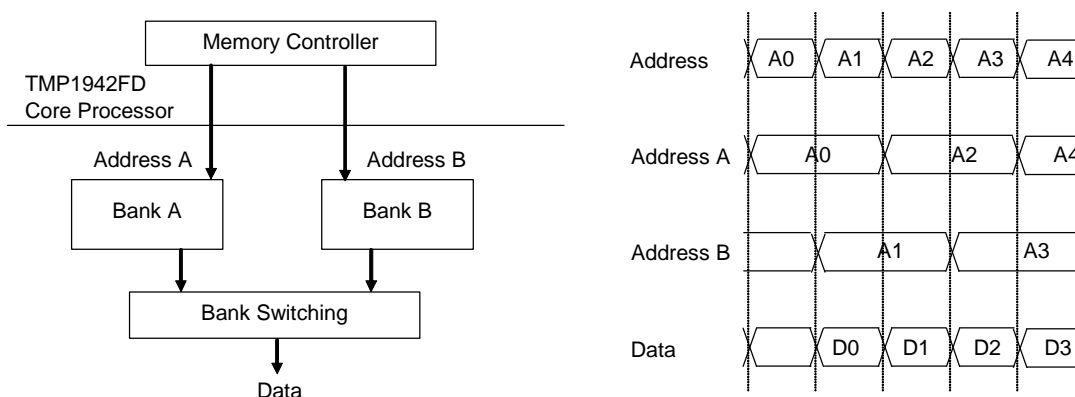 Memory Controller
TMP1942FD
Core Processor
Address A
Address B
Bank A
Bank B
Bank Switching
Data
Address
A0
A1
A2
A3
A4
Address A
A0
A2
A4
Address B
A1
A3
Data
D0
D1
D2
D3